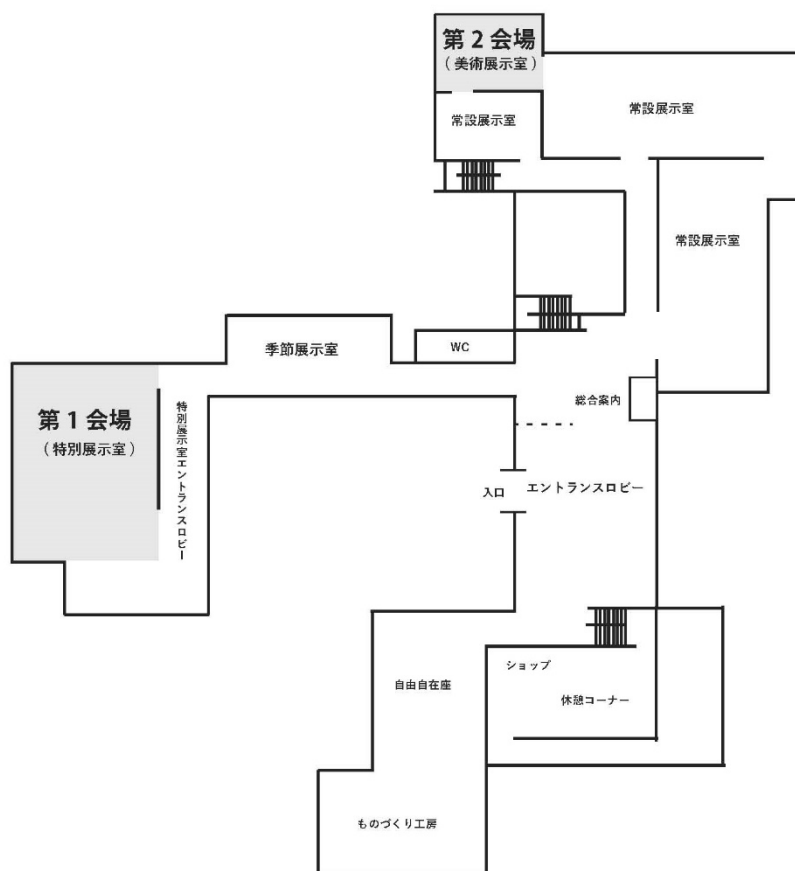 第２会場
（美術展示室）
常設展示室
常設展示室
常設展示室
季節展示室
WC
第１会場
（特別展示室）
特別展示室エントランスロビー
総合案内
入口
エントランスロビー
ショップ
休憩コーナー
自由自在座
ものづくり工房